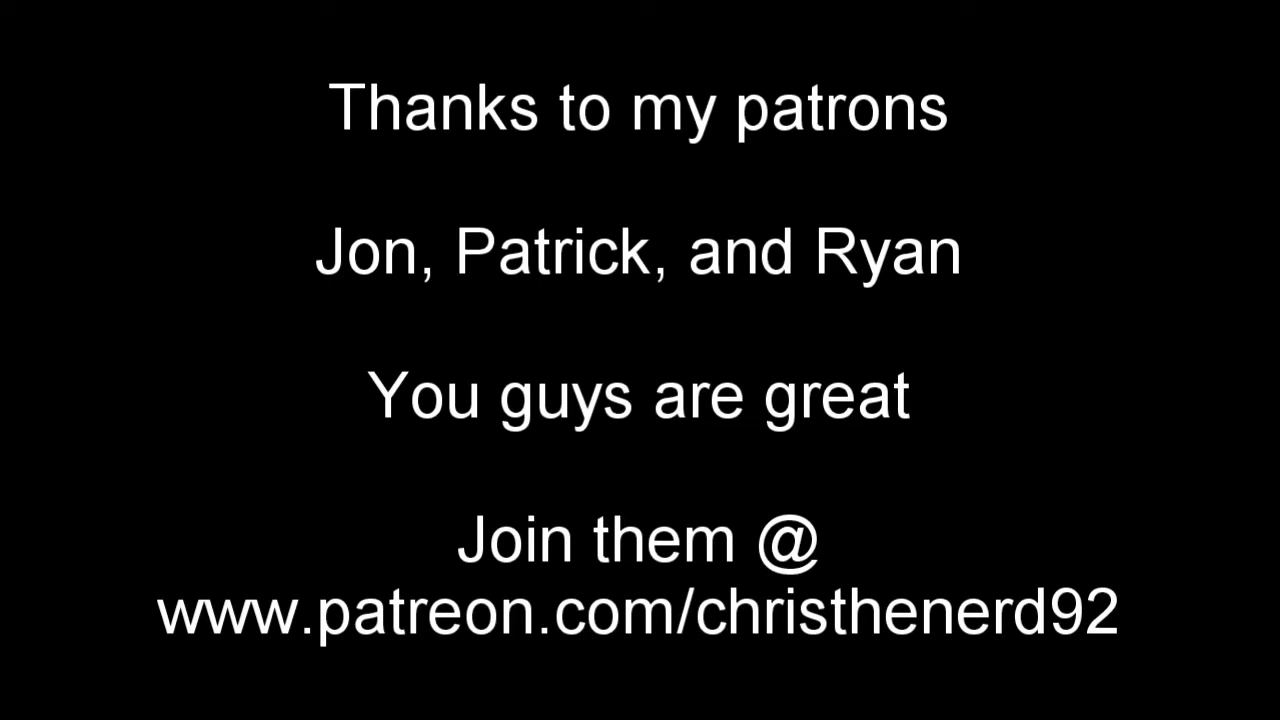 Thanks to my patrons
Jon, Patrick, and Ryan
You guys are great
Join them @
www.patreon.com/christhenerd92